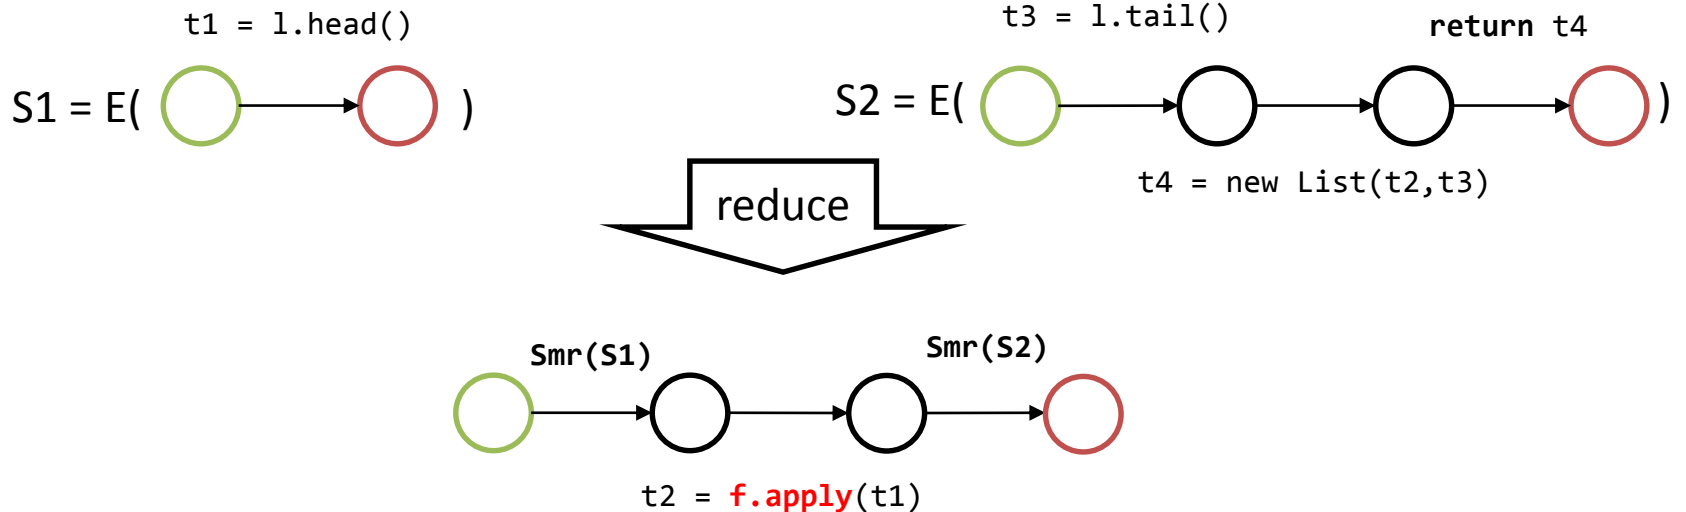 t1 = l.head()
S1 = E( )
t3 = l.tail()
return t4
S2 = E( )
t4 = new List(t2,t3)
reduce
Smr(S1)
Smr(S2)
t2 = f.apply(t1)